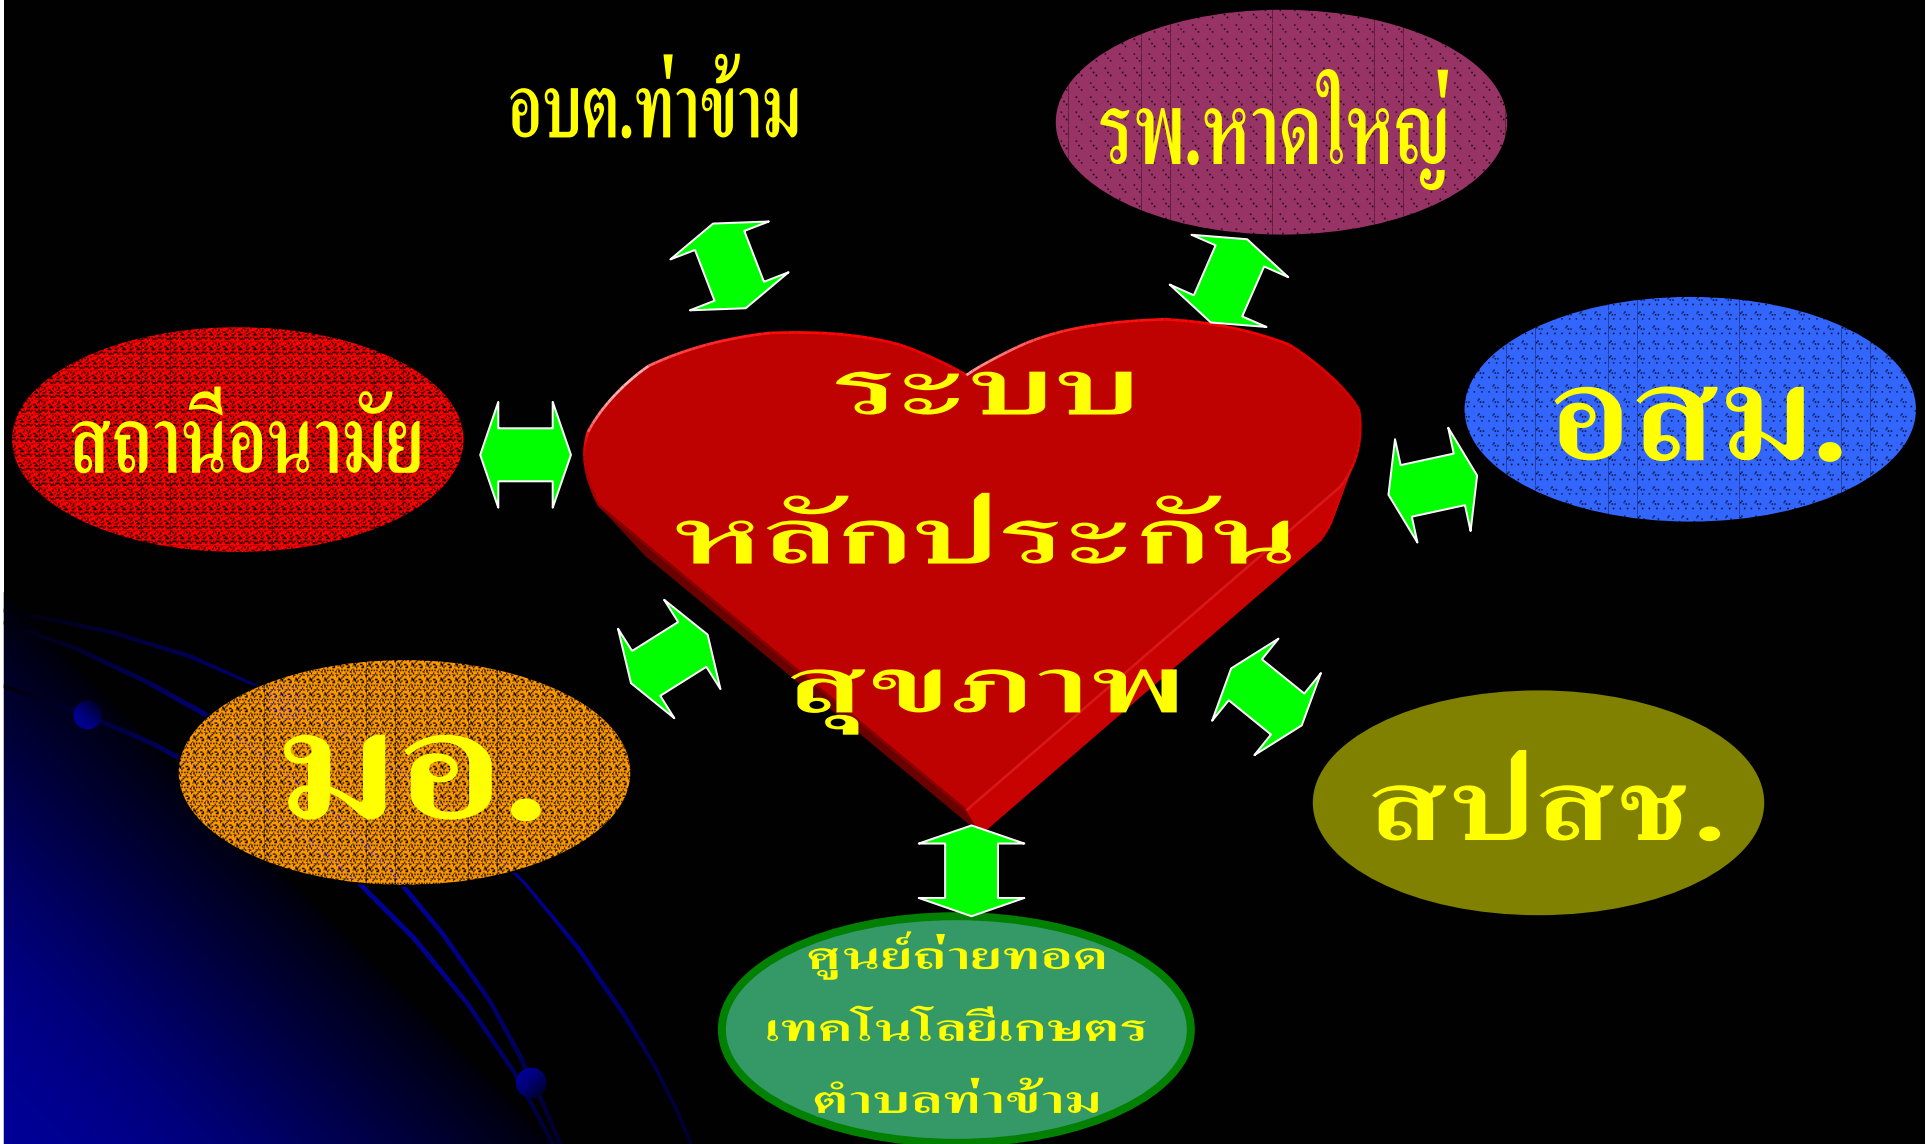 อบต.ท่าข้าม
รพ.หาดใหญ่
สถานีอนามัย
ระบบ
หลักประกัน
สุขภาพ
อสม.
มอ.
สปสช.
ศูนย์ถ่ายทอด
เทคโนโลยีเกษตร
ตำบลท่าข้าม